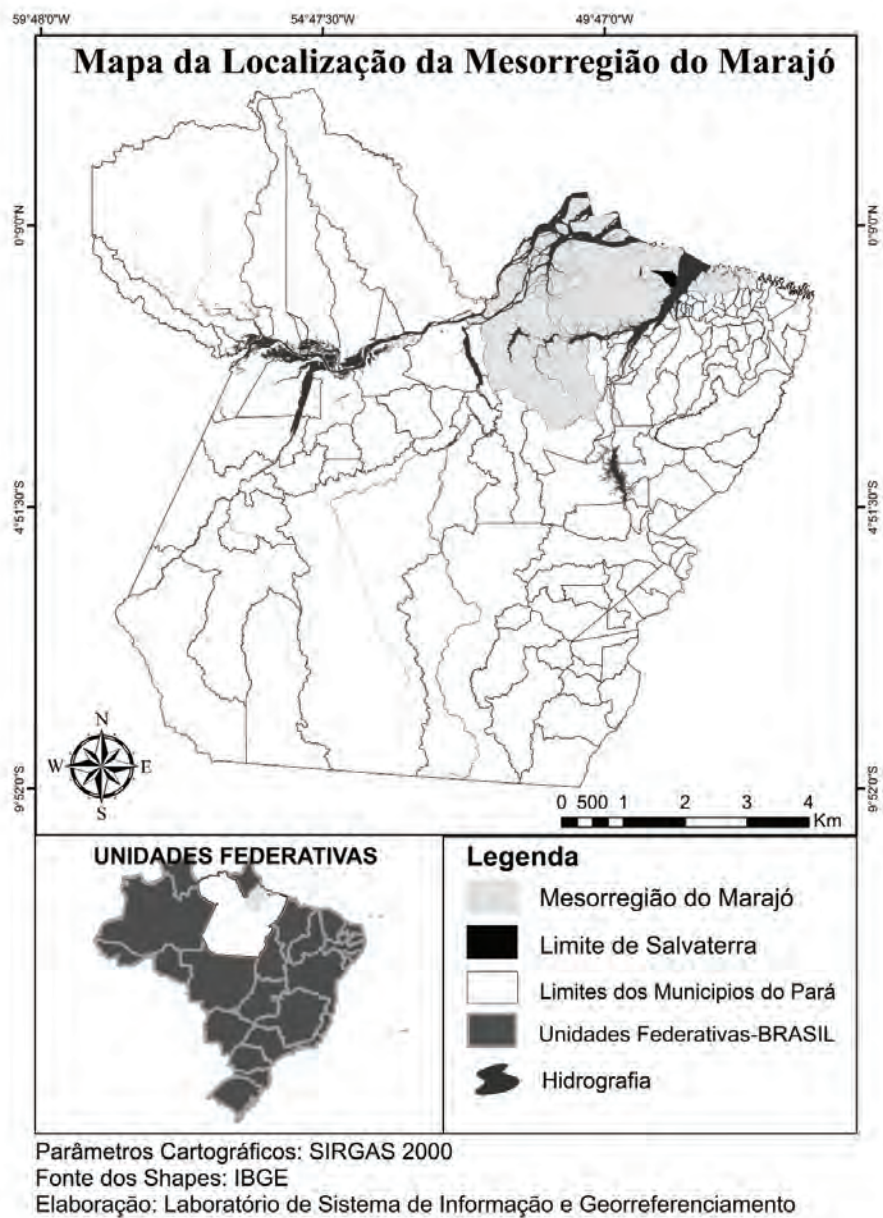 59°48'0"W 54°47'30"W 49°47'0"W
Mapa da Localização da Mesorregião do Marajó
0°9'0"N 0°9'0"N
4°51'30"S 4°51'30"S
9°52'0"S 9°52'0"S
N
W E
S
0 500 1 2 3 4
Km
UNIDADES FEDERATIVAS
Legenda
Mesorregião do Marajó
Limite de Salvaterra
Limites dos Municipios do Pará
Unidades Federativas-BRASIL
Hidrografia
Parâmetros Cartográficos: SIRGAS 2000
Fonte dos Shapes: IBGE
Elaboração: Laboratório de Sistema de Informação e Georreferenciamento